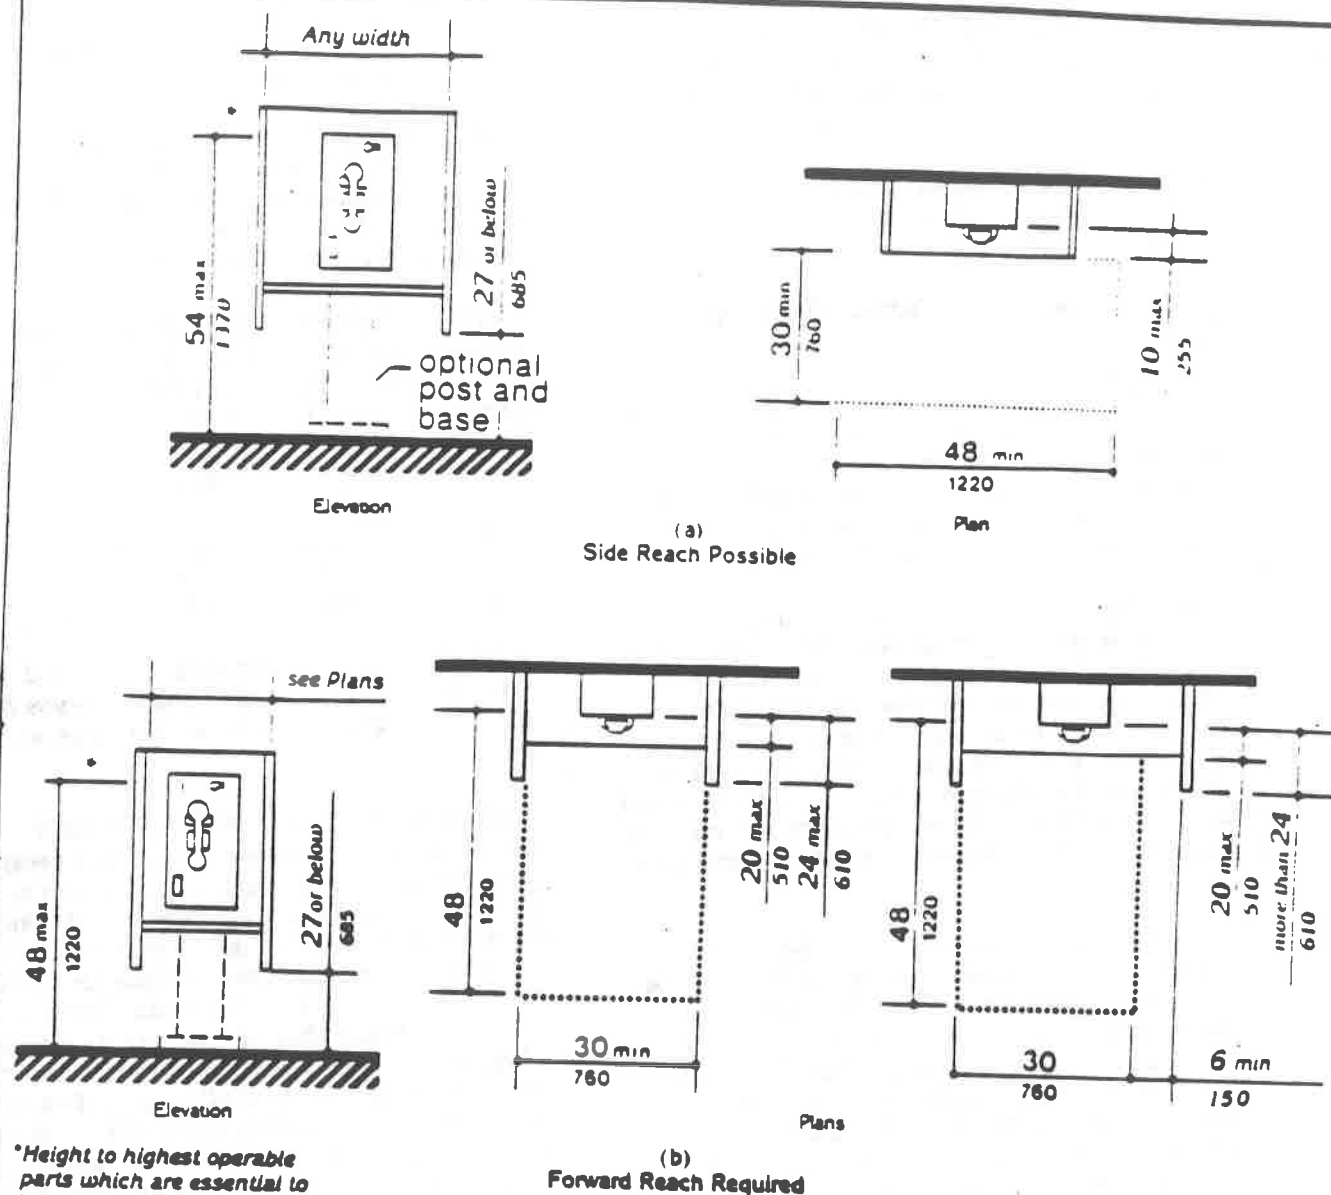 Any width
54 max
1370
27 or below
685
optional
post and
base
Elevation
30 min
760
10 max
255
48 min
1220
Plan
(a)
Side Reach Possible
see Plans
48 max
1220
27 or below
685
Elevation
48
1220
20 max
510
24 max
610
30 min
760
48
1220
20 max
510
more than 24
610
30
760
6 min
150
Plans
*Height to highest operable
parts which are essential to
(b)
Forward Reach Required